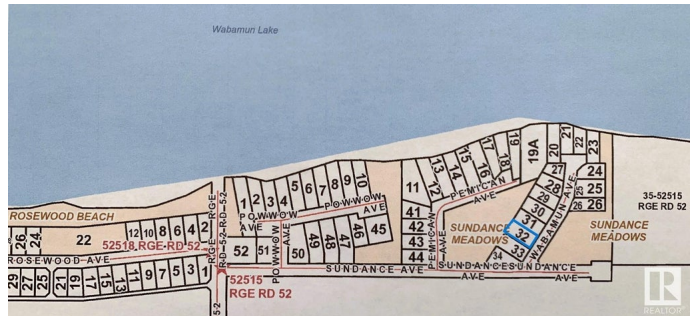 Wabamun Lake
ROSEWOOD BEACH
26
24
22
12 10 8 6 4 2
52518 RGE RD 52
ROSEWOOD AVE
29 27 25 17 15 13 11 9 7 5 3 1
RGE-RD-52
52515
RGE RD 52
1 2 3 4 5 6 7 8 9 10
POWWOW AVE
POWWOW AVE
POWWOW AVE
52 51 50 49 48 47 46 45
SUNDANCE AVE
11 12 13 14 15 16 17 18 19
PEMICAN AVE
41
42
43
44
PEMICAN AVE
19A 20 21 22 23
24
25 25
26 26
27
28
29
30
31
32
33
34
WABAMUN AVE
SUNDANCE MEADOWS
SUNDANCE
MEADOWS
SUNDANCE AVE
SUNDANCE AVE
35-52515
RGE RD 52
REALTOR®